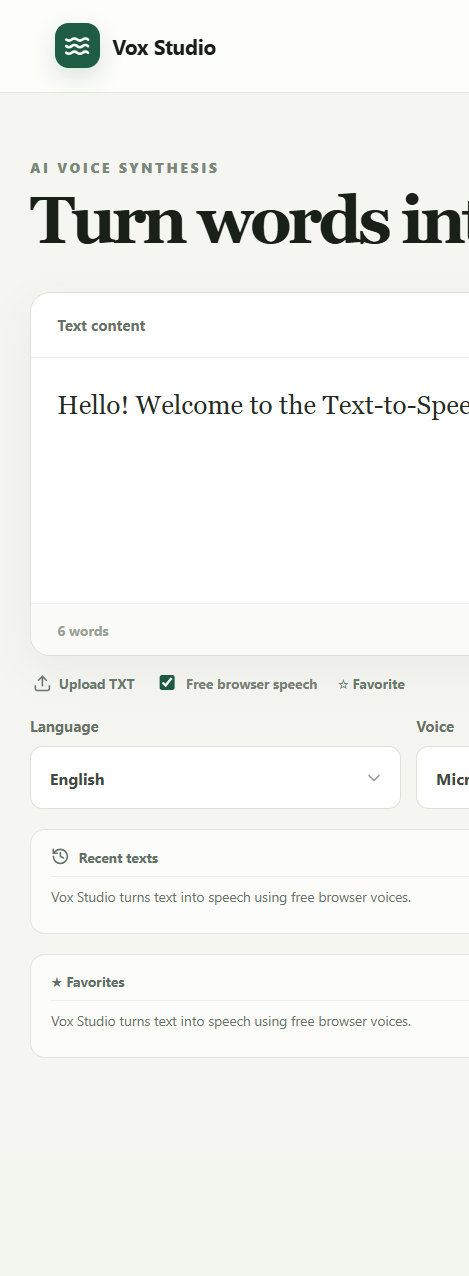 Vox Studio
AI VOICE SYNTHESIS
Turn words int
Text content
Hello! Welcome to the Text-to-Spee
6 words
Upload TXT Free browser speech ☆ Favorite
Language Voice
English Micr
Recent texts
Vox Studio turns text into speech using free browser voices.
★ Favorites
Vox Studio turns text into speech using free browser voices.